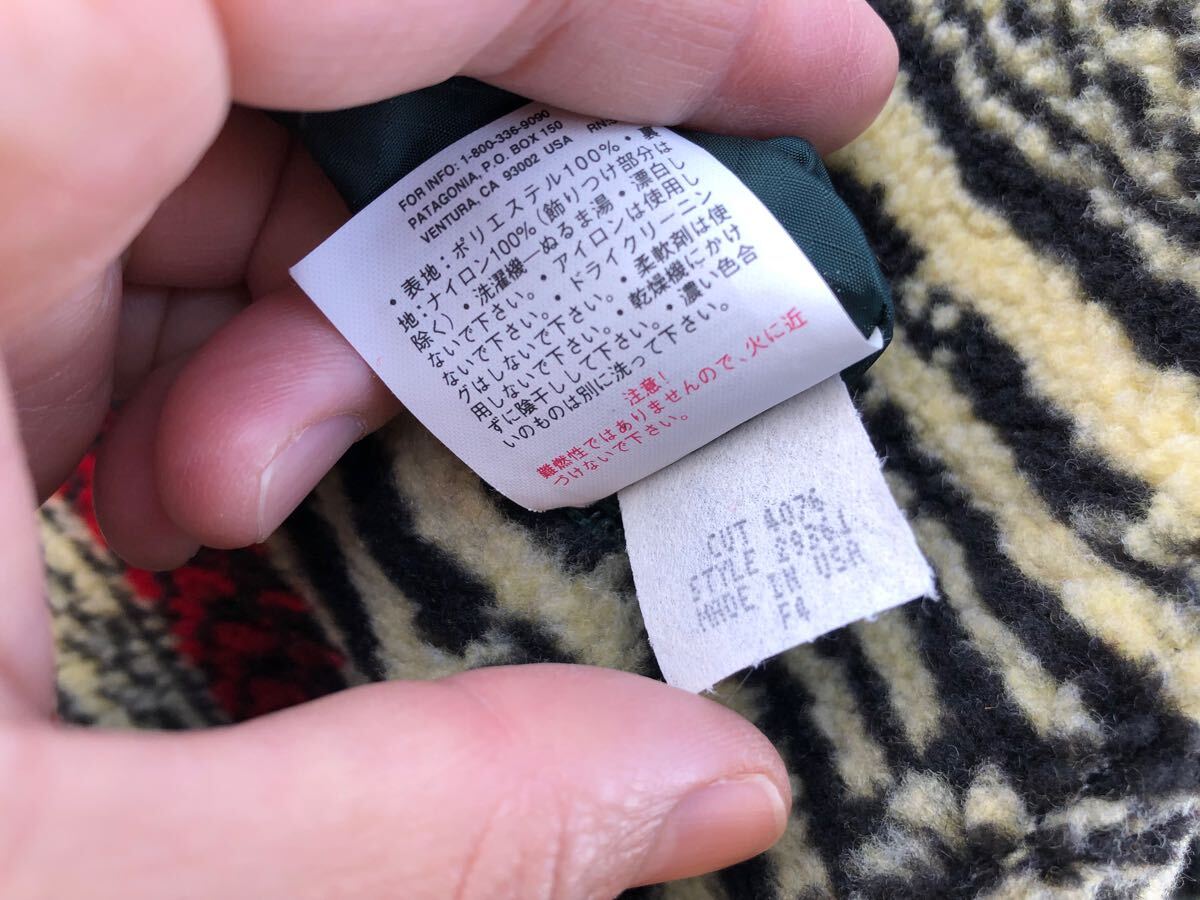 FOR INFO: 1-800-336-9090
PATAGONIA, P.O. BOX 150
VENTURA, CA 93002 USA RN
・表地:ポリエステル100%・裏
地:ナイロン100%(飾りつけ部分は
除く)・洗濯機—ぬるま湯・漂白し
ないで下さい。・アイロンは使用し
ないで下さい。・ドライクリーニン
グはしないで下さい。・柔軟剤は使
用しないで下さい。・乾燥機にかけ
ずに陰干しして下さい。・濃い色合
いのものは別に洗って下さい。
注意!
難燃性ではありませんので、火に近
づけないで下さい。
CUT 4076
STYLE 29261
MADE IN USA
F4